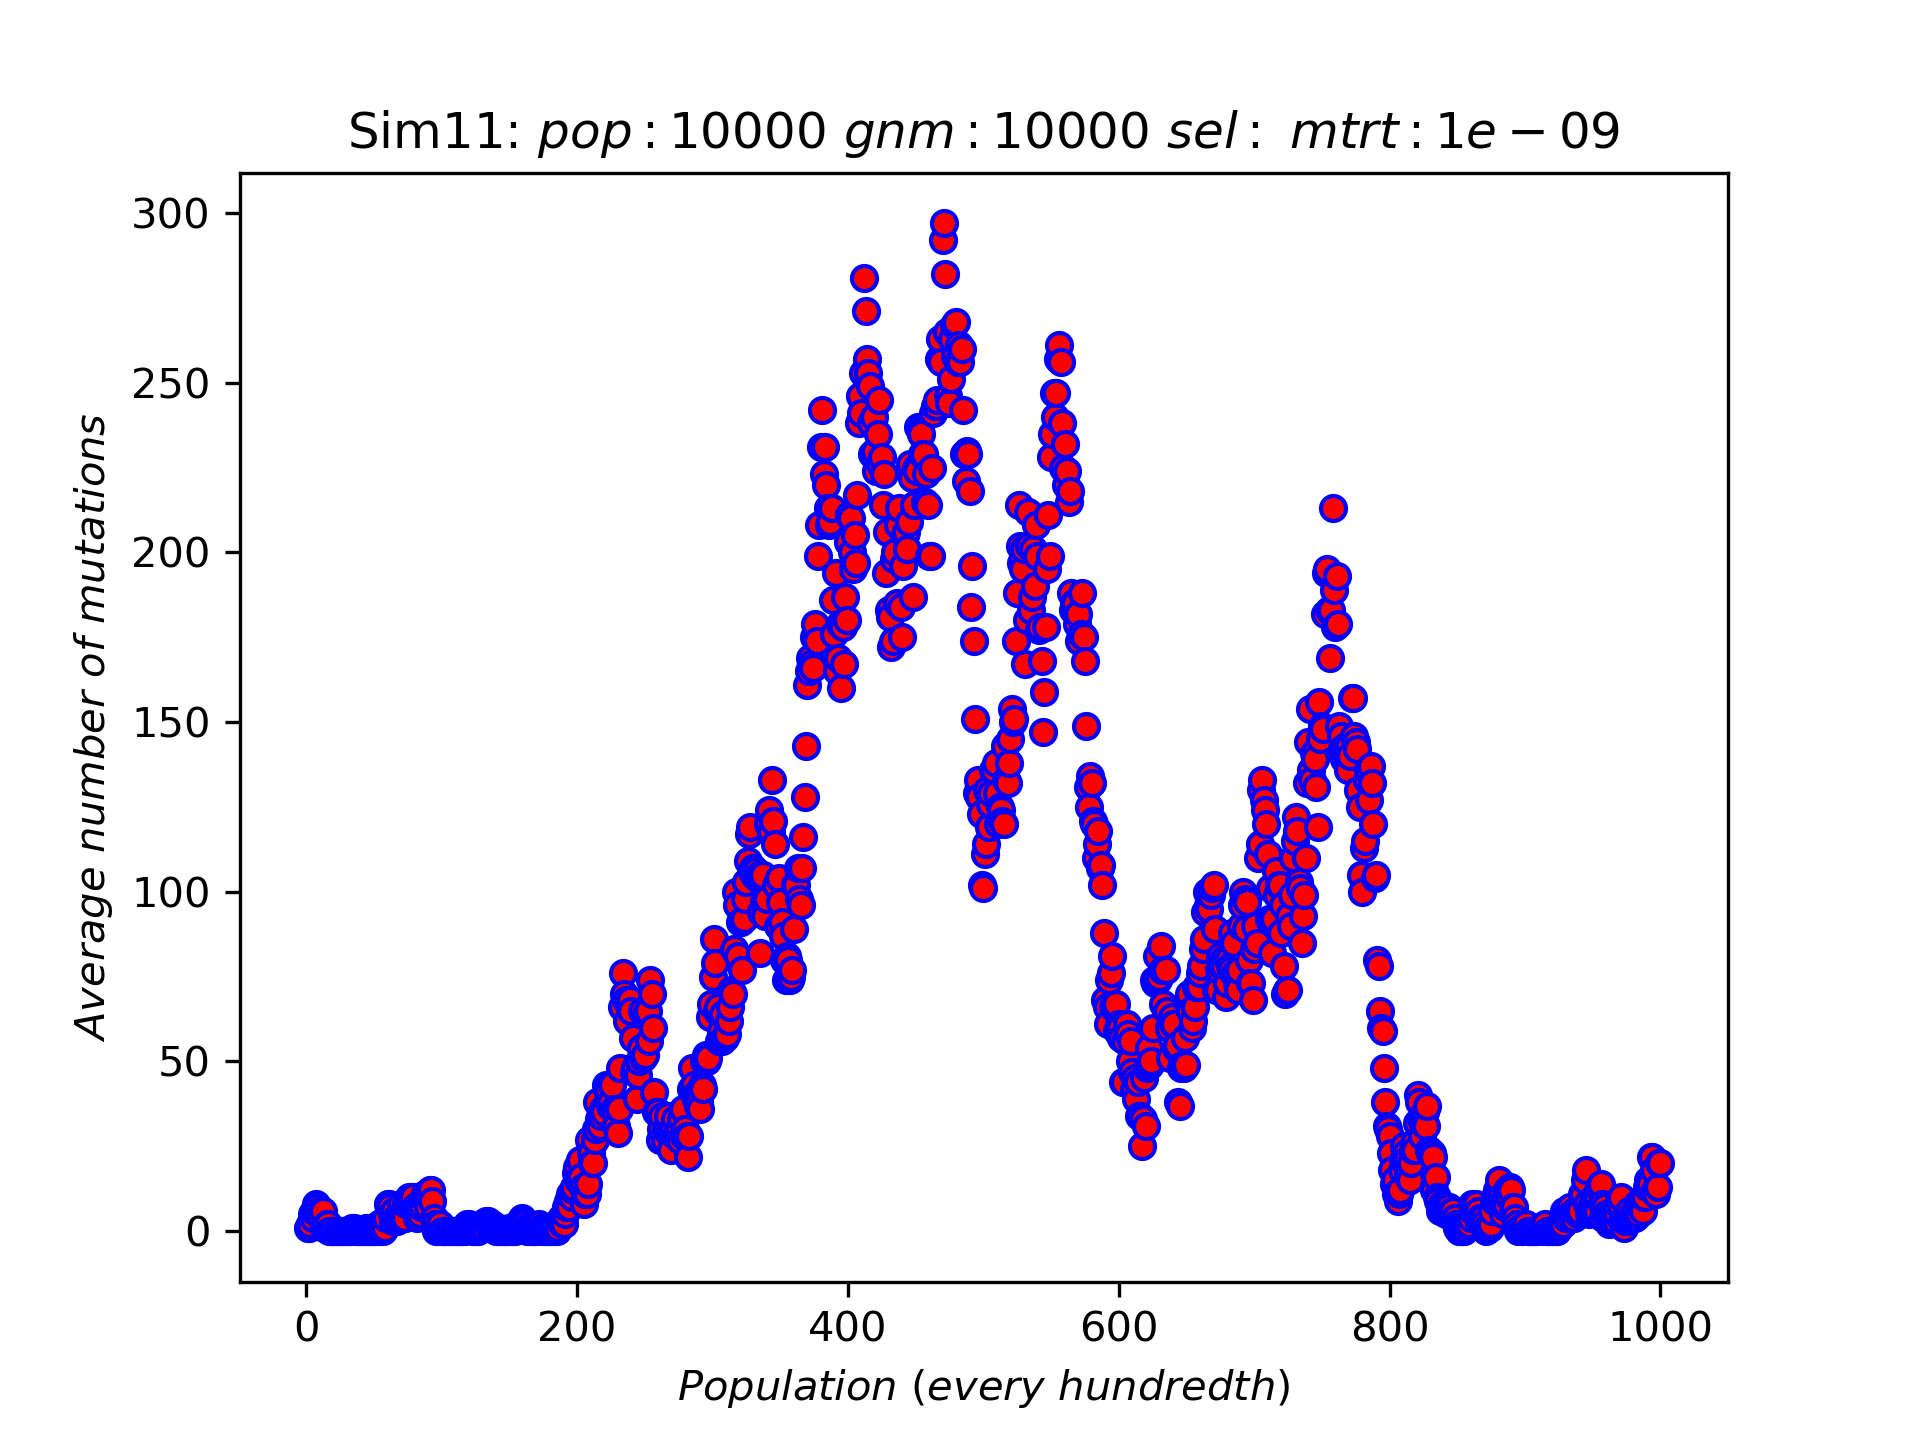 Sim11: pop : 10000 gnm : 10000 sel : mtrt : 1e − 09
Average number of mutations
300
250
200
150
100
50
0
0 200 400 600 800 1000
Population (every hundredth)